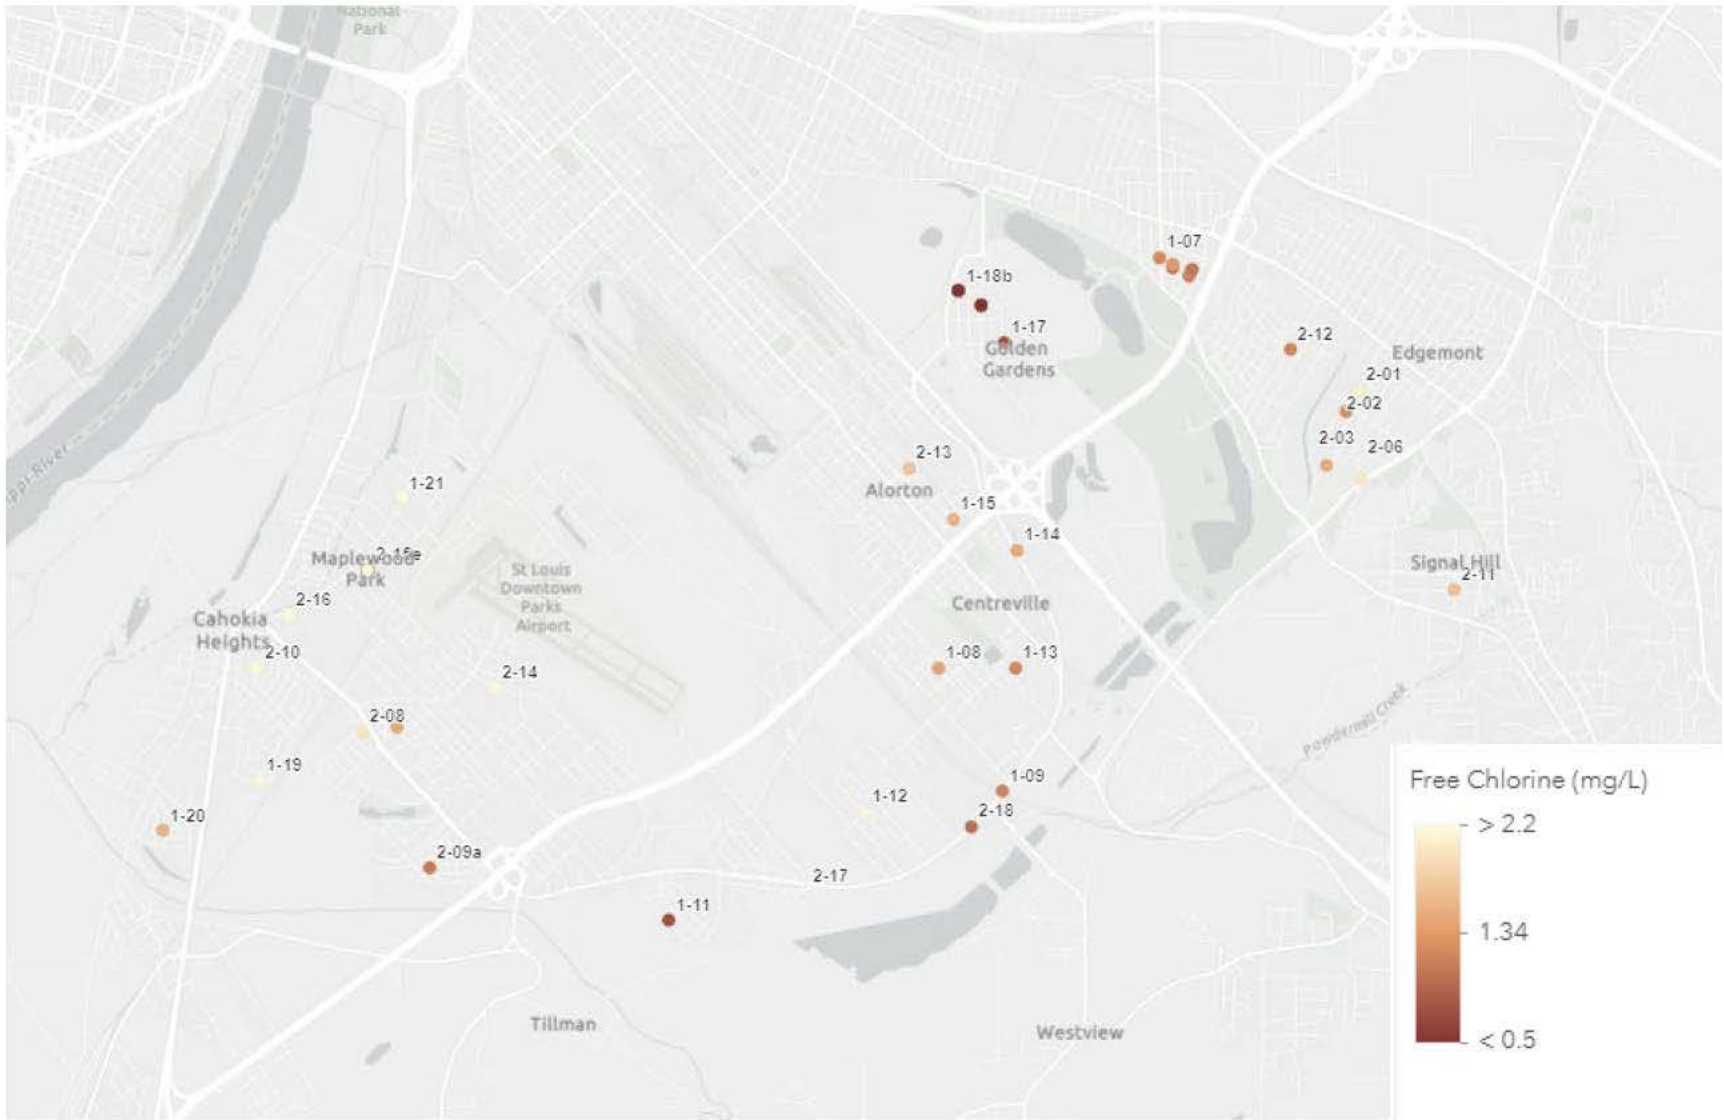 National
Park
1-07
1-18b
1-17
Golden
Gardens
2-12
Edgemont
2-01
2-02
2-03
2-06
2-13
Alorton
1-21
1-15
1-14
2-15e
Maplewood
Park
Signal Hill
2-11
St Louis
Downtown
Parks
Airport
2-16
Cahokia
Heights
Centreville
2-10
1-08
1-13
2-14
2-08
Powdermill Creek
1-19
1-09
1-12
1-20
2-18
2-09a
2-17
1-11
Tillman
Westview
Free Chlorine (mg/L)
> 2.2
1.34
< 0.5
ippi River